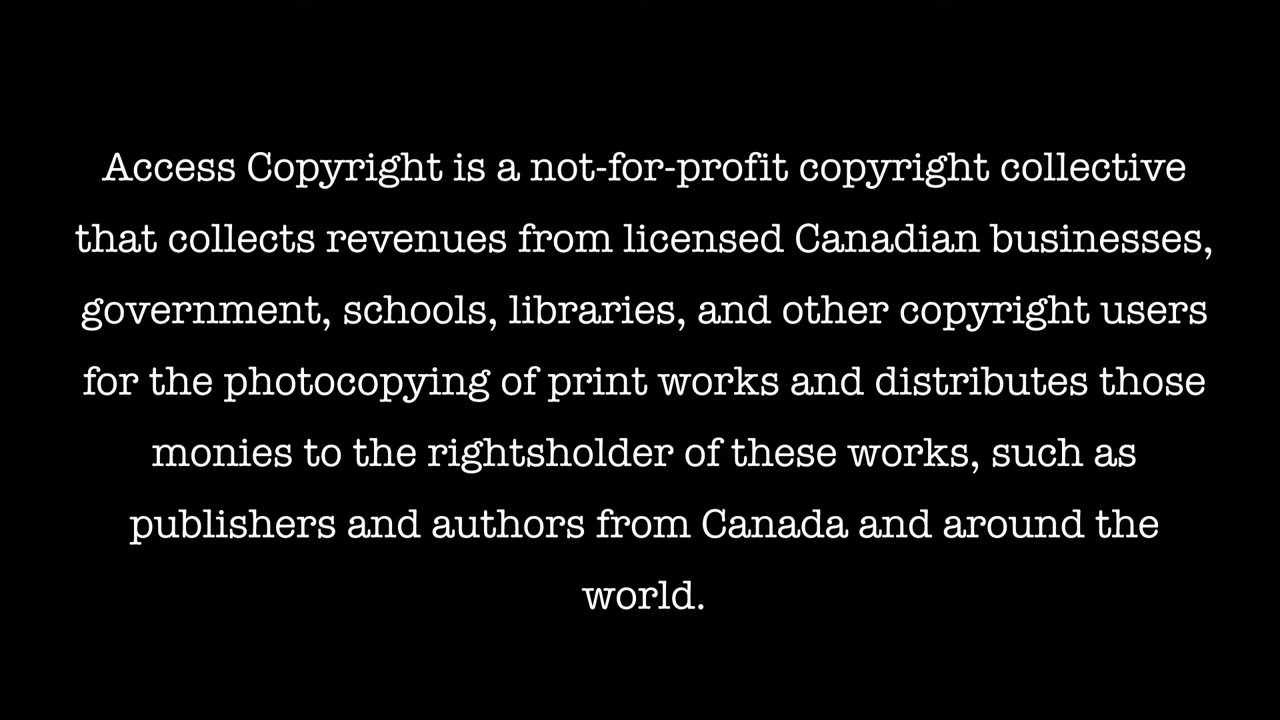 Access Copyright is a not-for-profit copyright collective
that collects revenues from licensed Canadian businesses,
government, schools, libraries, and other copyright users
for the photocopying of print works and distributes those
monies to the rightsholder of these works, such as
publishers and authors from Canada and around the
world.